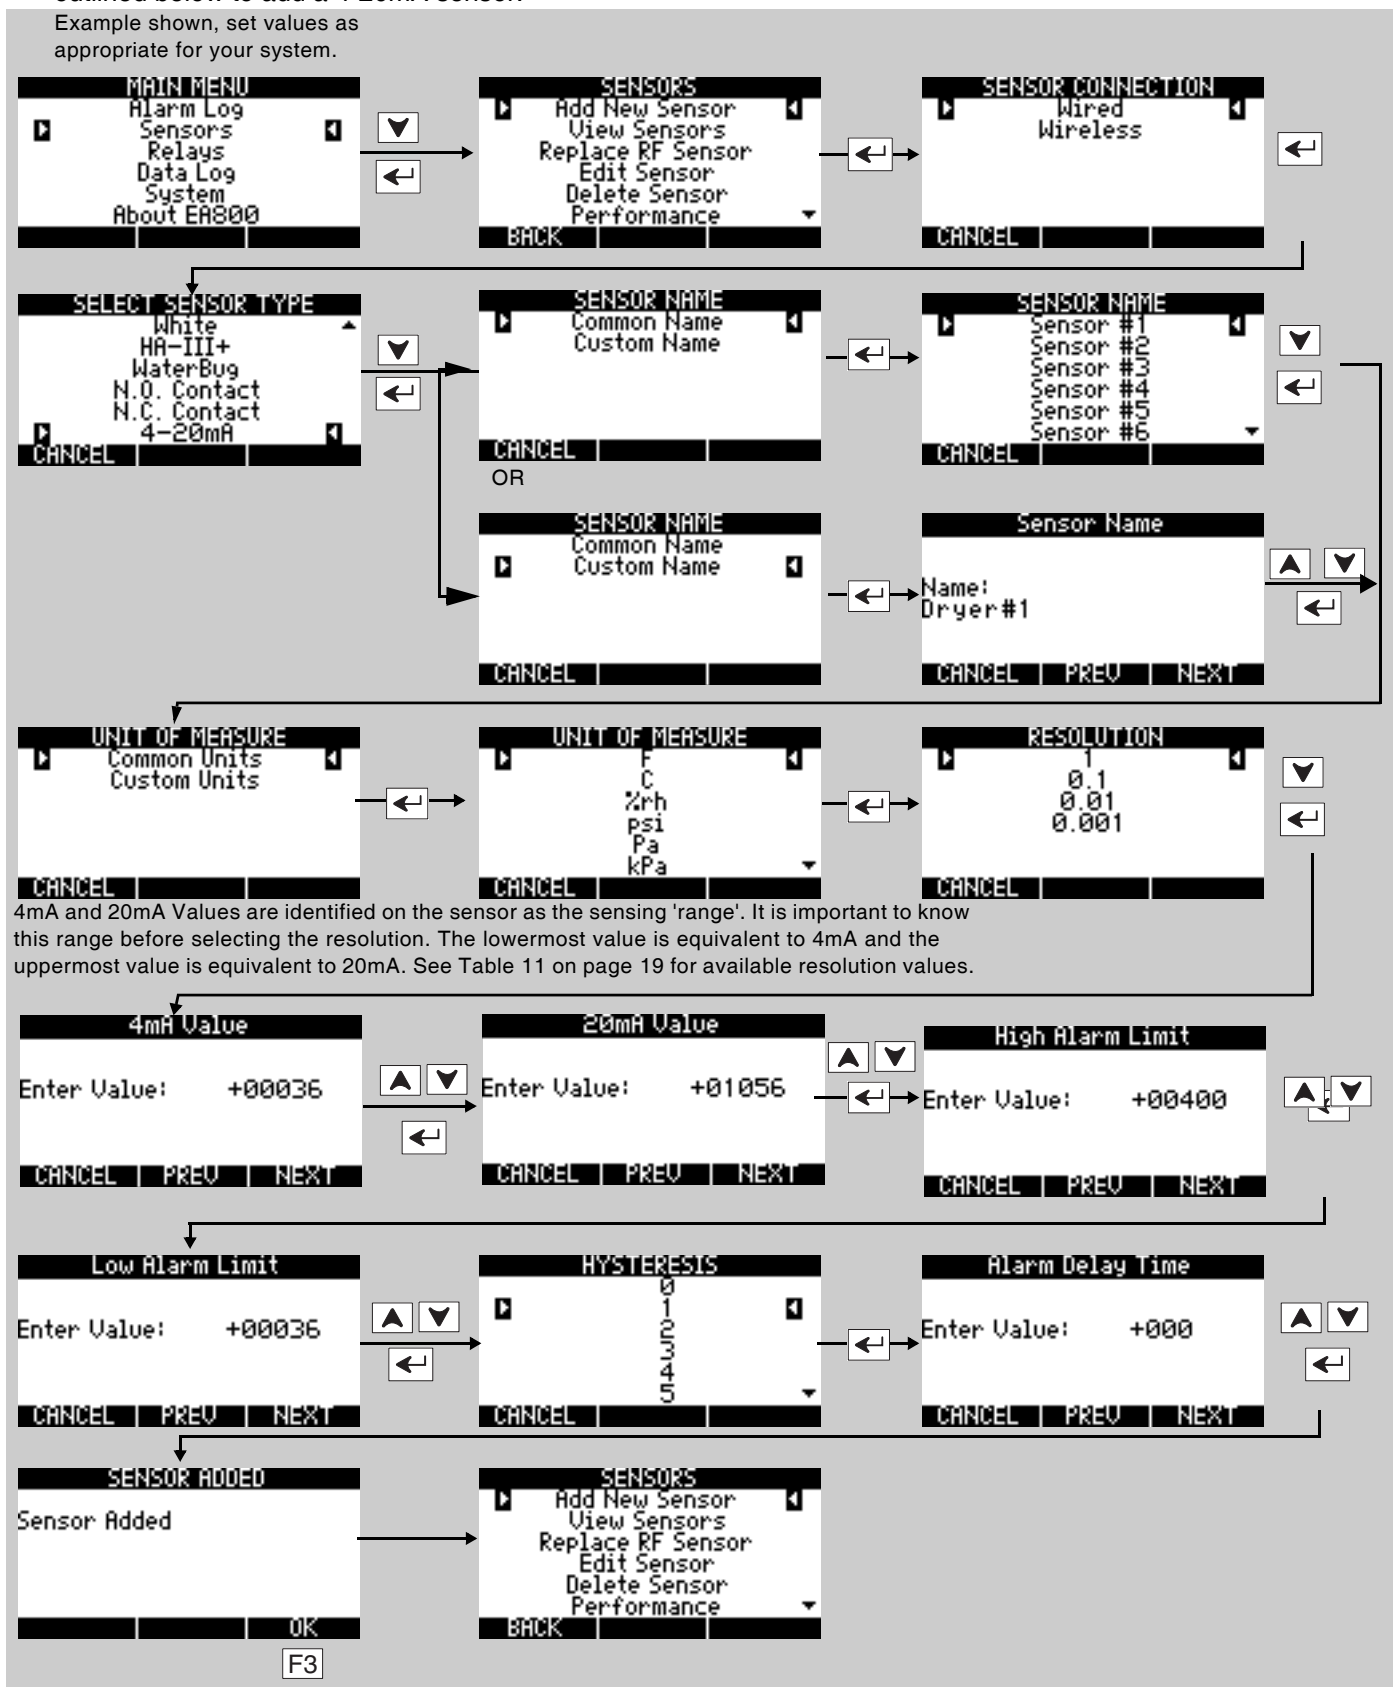 Example shown, set values as
appropriate for your system.
MAIN MENU
Alarm Log
Sensors
Relays
Data Log
System
About EA800
SENSORS
Add New Sensor
View Sensors
Replace RF Sensor
Edit Sensor
Delete Sensor
Performance
BACK
SENSOR CONNECTION
Wired
Wireless
CANCEL
SELECT SENSOR TYPE
White
HA-III+
WaterBug
N.O. Contact
N.C. Contact
4-20mA
CANCEL
SENSOR NAME
Common Name
Custom Name
CANCEL
SENSOR NAME
Sensor #1
Sensor #2
Sensor #3
Sensor #4
Sensor #5
Sensor #6
CANCEL
OR
SENSOR NAME
Common Name
Custom Name
CANCEL
Sensor Name
Name:
Dryer#1
CANCEL PREV NEXT
UNIT OF MEASURE
Common Units
Custom Units
CANCEL
UNIT OF MEASURE
F
C
%rh
psi
Pa
kPa
CANCEL
RESOLUTION
1
0.1
0.01
0.001
CANCEL
4mA and 20mA Values are identified on the sensor as the sensing 'range'. It is important to know
this range before selecting the resolution. The lowermost value is equivalent to 4mA and the
uppermost value is equivalent to 20mA. See Table 11 on page 19 for available resolution values.
4mA Value
Enter Value: +00036
CANCEL PREV NEXT
20mA Value
Enter Value: +01056
CANCEL PREV NEXT
High Alarm Limit
Enter Value: +00400
CANCEL PREV NEXT
Low Alarm Limit
Enter Value: +00036
CANCEL PREV NEXT
HYSTERESIS
0
1
2
3
4
5
CANCEL
Alarm Delay Time
Enter Value: +000
CANCEL PREV NEXT
SENSOR ADDED
Sensor Added
OK
F3
SENSORS
Add New Sensor
View Sensors
Replace RF Sensor
Edit Sensor
Delete Sensor
Performance
BACK